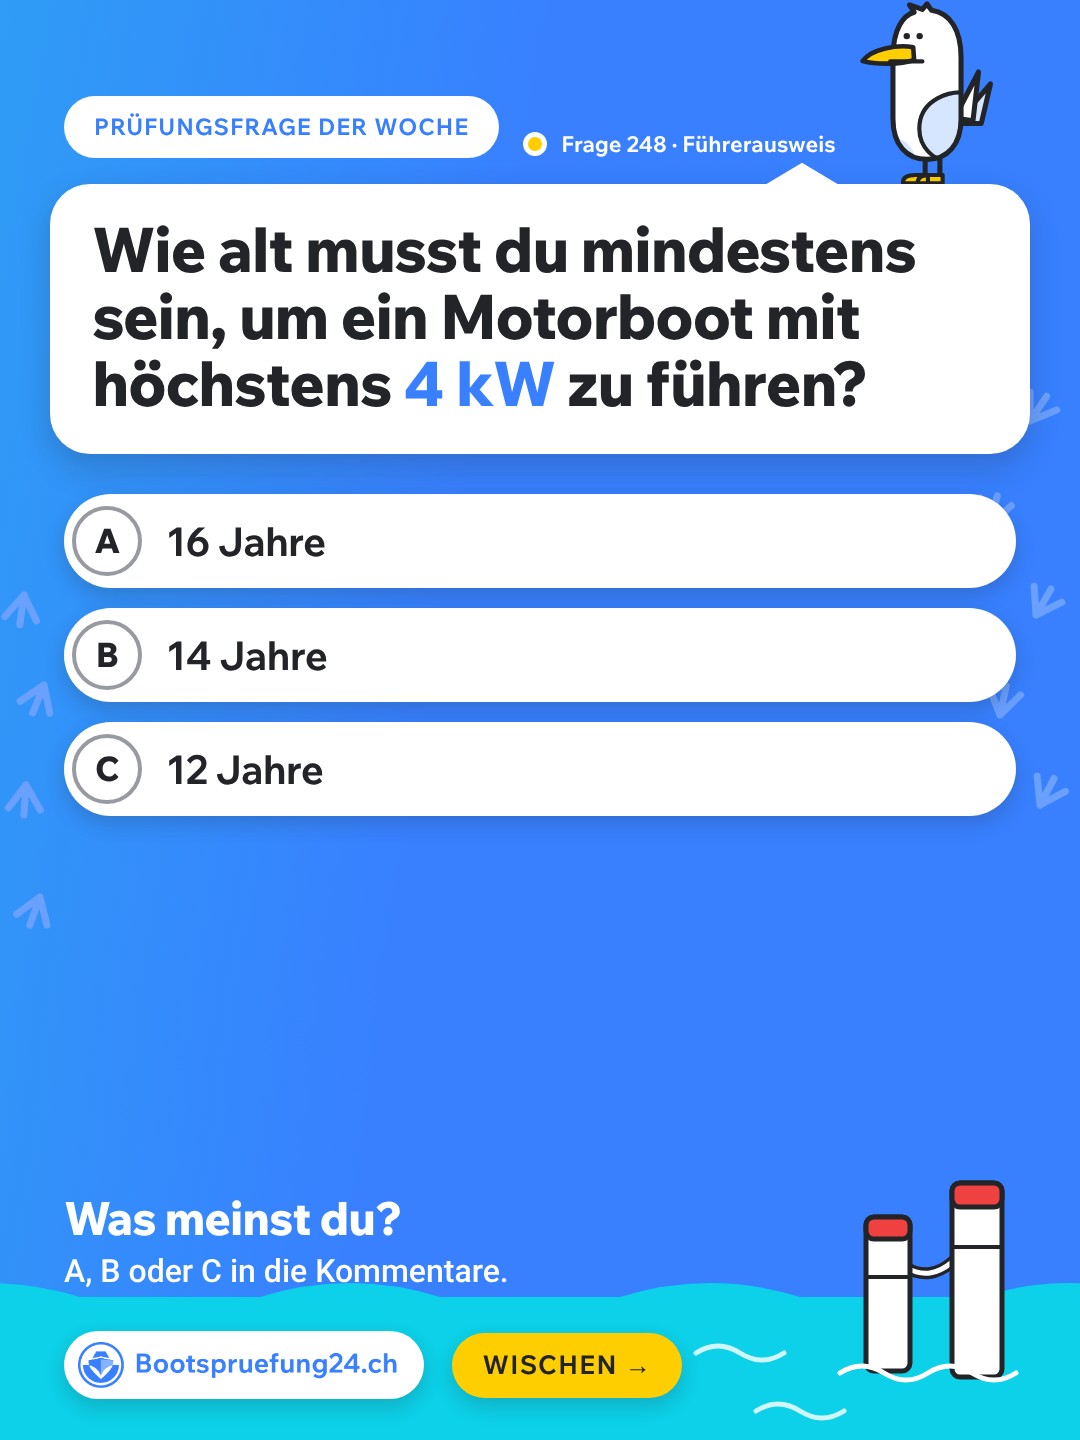 PRÜFUNGSFRAGE DER WOCHE
Frage 248 · Führerausweis
Wie alt musst du mindestens
sein, um ein Motorboot mit
höchstens 4 kW zu führen?
A 16 Jahre
B 14 Jahre
C 12 Jahre
Was meinst du?
A, B oder C in die Kommentare.
Bootspruefung24.ch
WISCHEN →